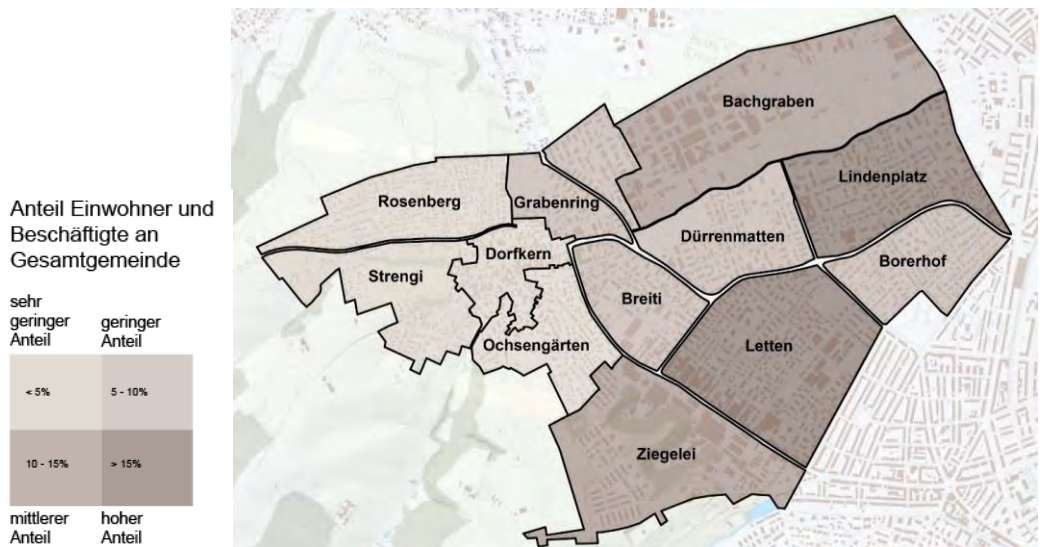 Anteil Einwohner und
Beschäftigte an
Gesamtgemeinde
sehr
geringer
Anteil
geringer
Anteil
< 5%
5 - 10%
10 - 15%
> 15%
mittlerer
Anteil
hoher
Anteil
Bachgraben
Lindenplatz
Rosenberg
Grabenring
Dürrenmatten
Dorfkern
Borerhof
Strengi
Breiti
Ochsengärten
Letten
Ziegelei